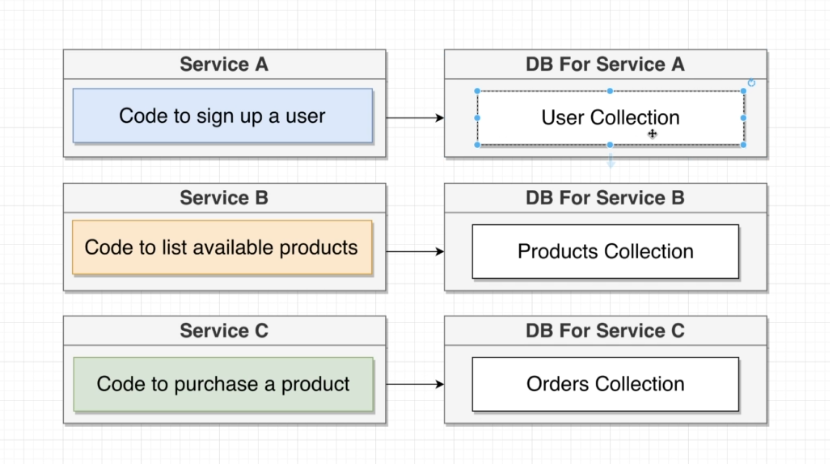 Service A
DB For Service A
Code to sign up a user
User Collection
Service B
DB For Service B
Code to list available products
Products Collection
Service C
DB For Service C
Code to purchase a product
Orders Collection